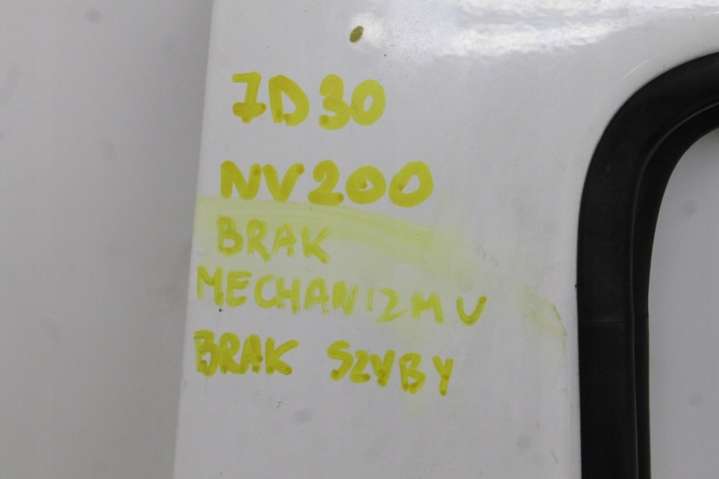 7D30
NV200
BRAK
MECHANIZMU
BRAK SZYBY